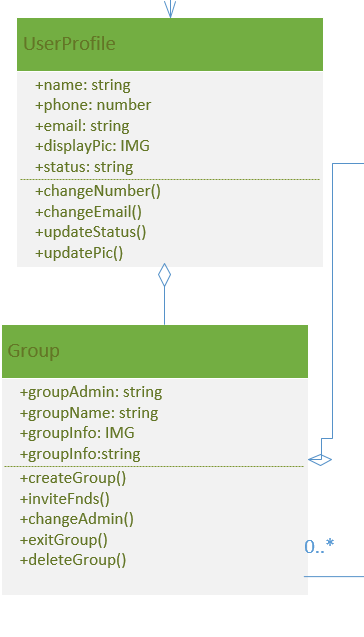 UserProfile
+name: string
+phone: number
+email: string
+displayPic: IMG
+status: string
+changeNumber()
+changeEmail()
+updateStatus()
+updatePic()
Group
+groupAdmin: string
+groupName: string
+groupInfo: IMG
+groupInfo:string
+createGroup()
+inviteFnds()
+changeAdmin()
+exitGroup()
+deleteGroup()
0..*